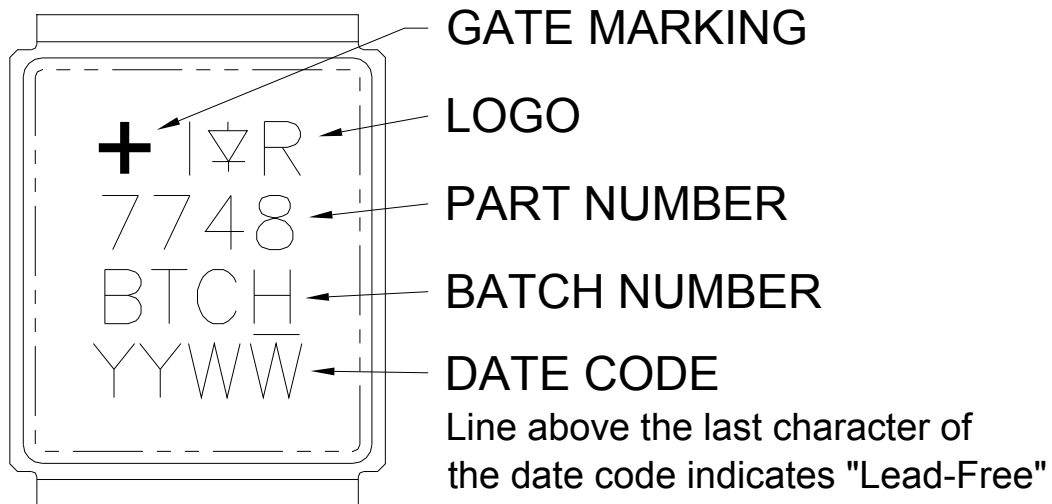 GATE MARKING
+ I R
LOGO
7748
PART NUMBER
BTCH
BATCH NUMBER
YYWW̅
DATE CODE
Line above the last character of
the date code indicates "Lead-Free"